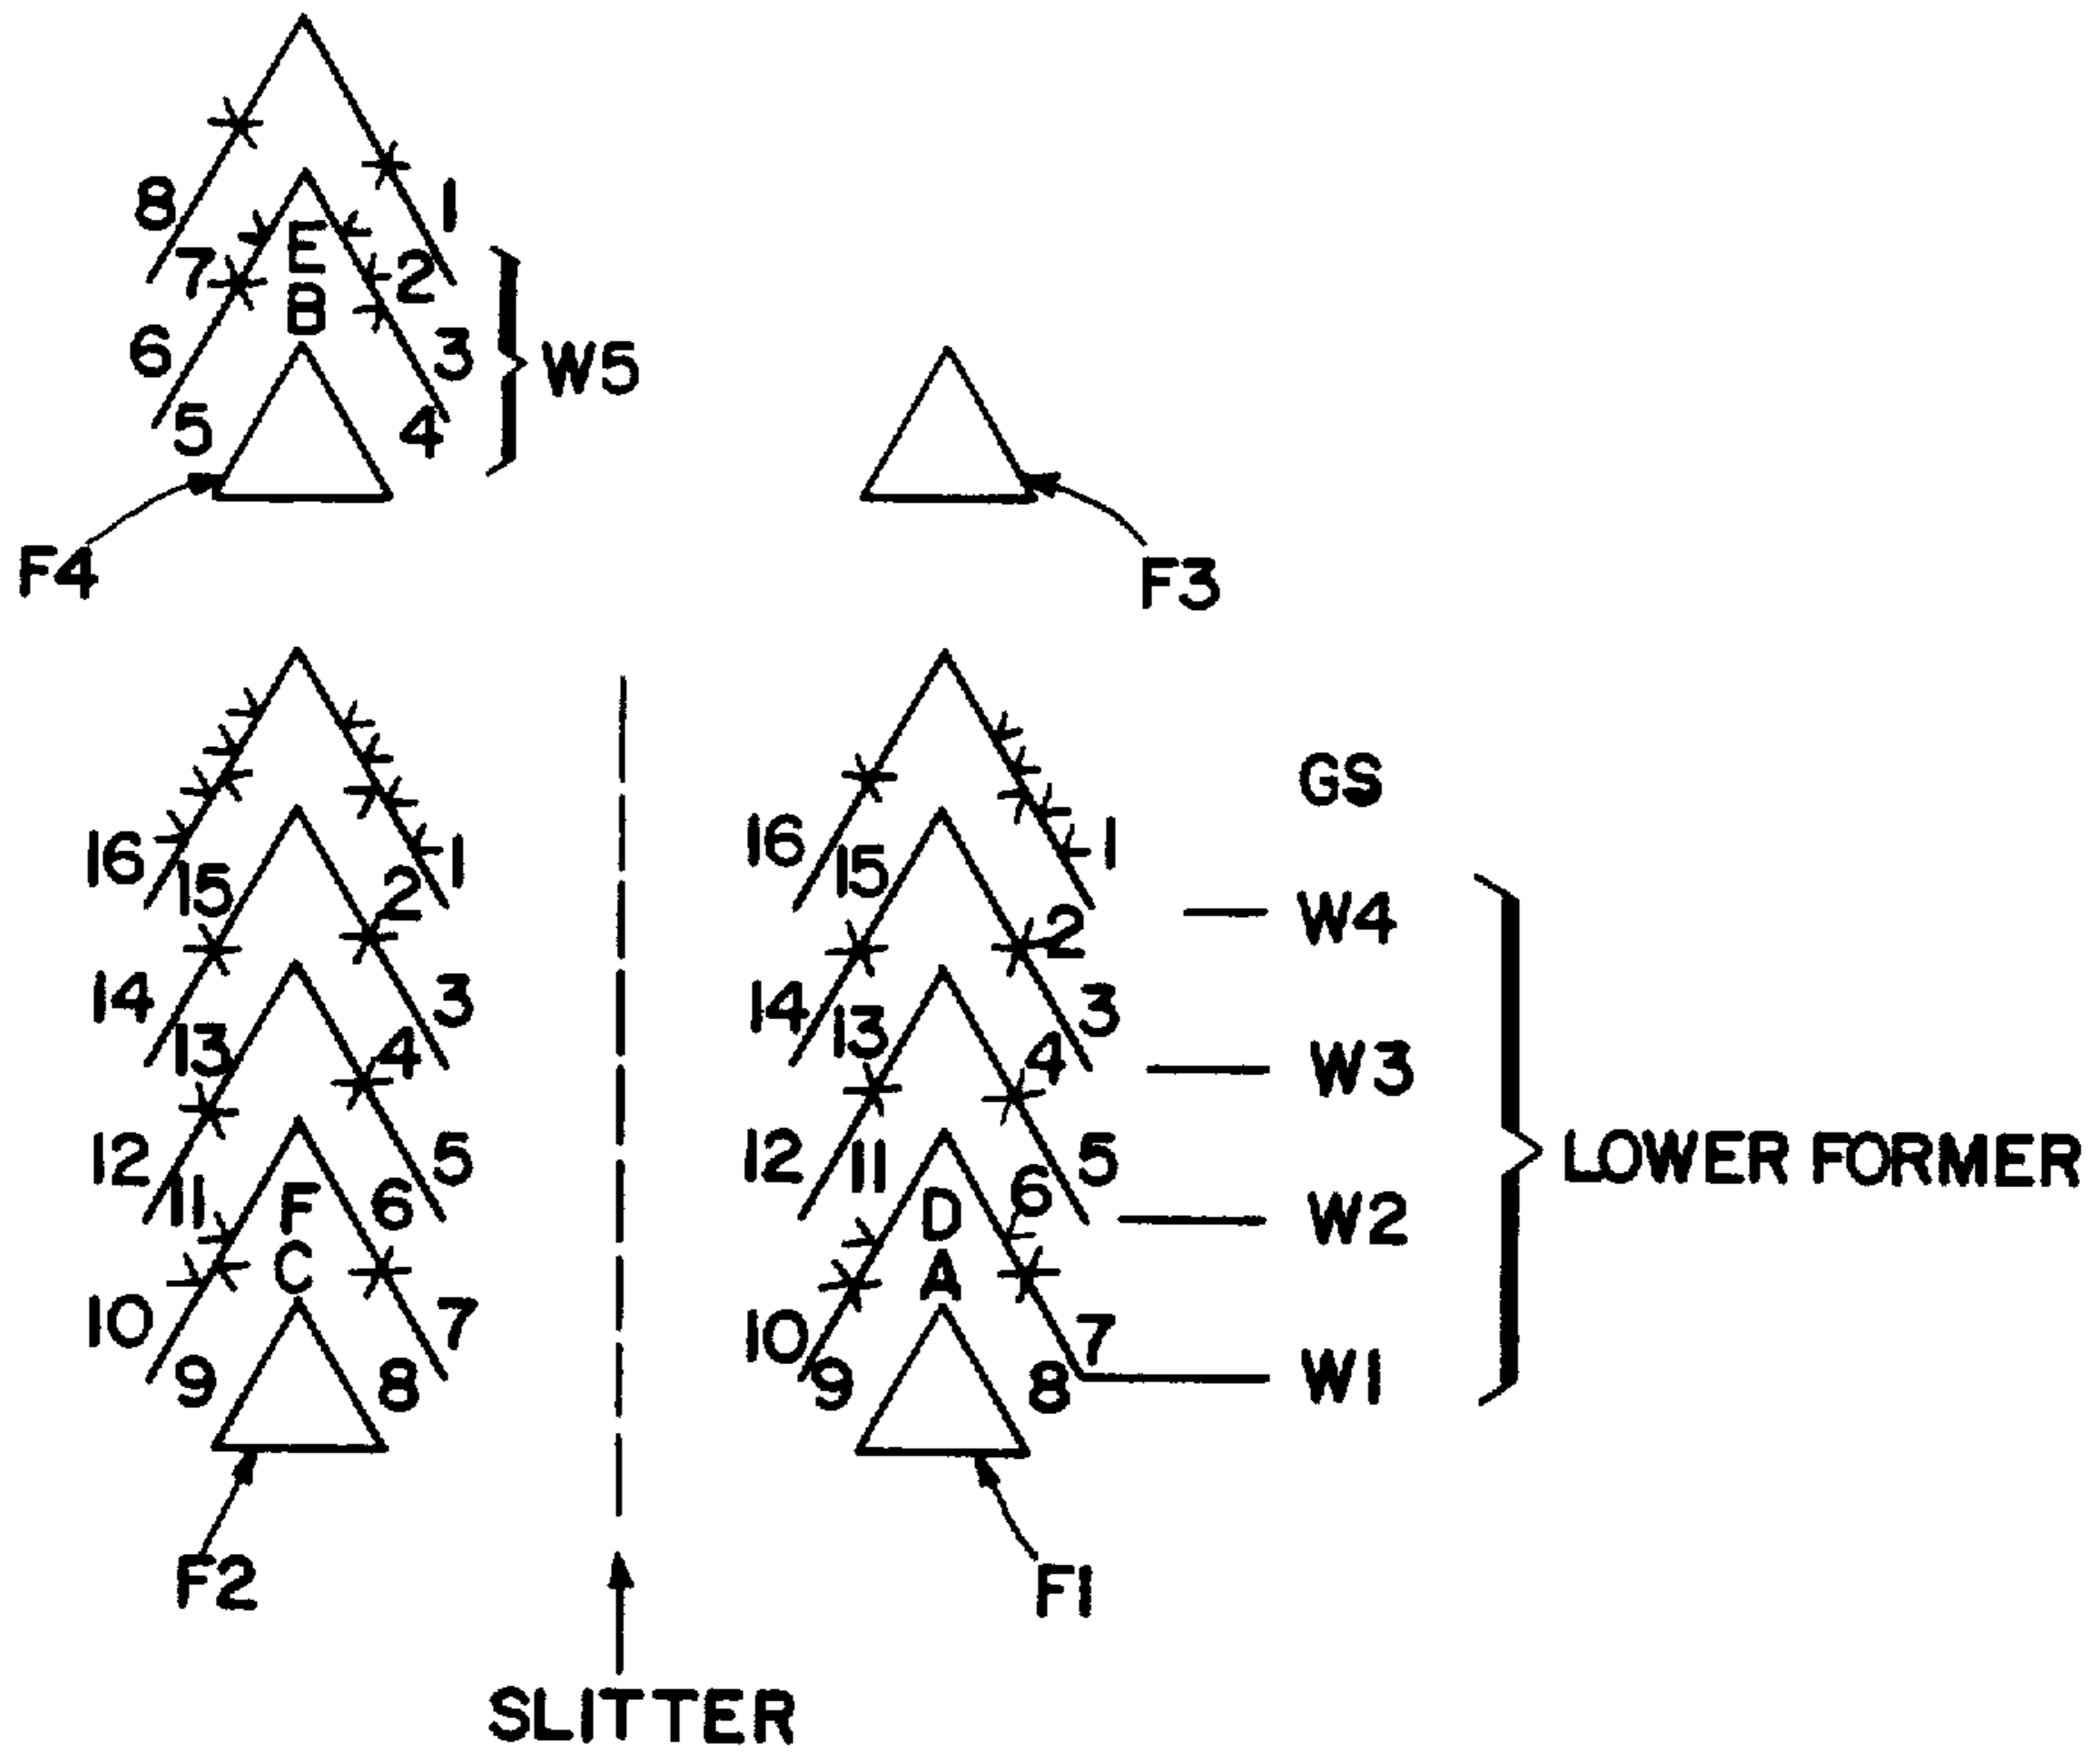 8 1
7 E 2
B
6 3 W5
5 4
F4 F3
GS
16 1 16 1
15 2 15 2 W4
14 3 14 3
13 4 13 4 W3
12 5 12 5 LOWER FORMER
11 F 6 11 D 6 W2
C A
10 7 10 7
9 8 9 8 W1
F2 F1
SLITTER